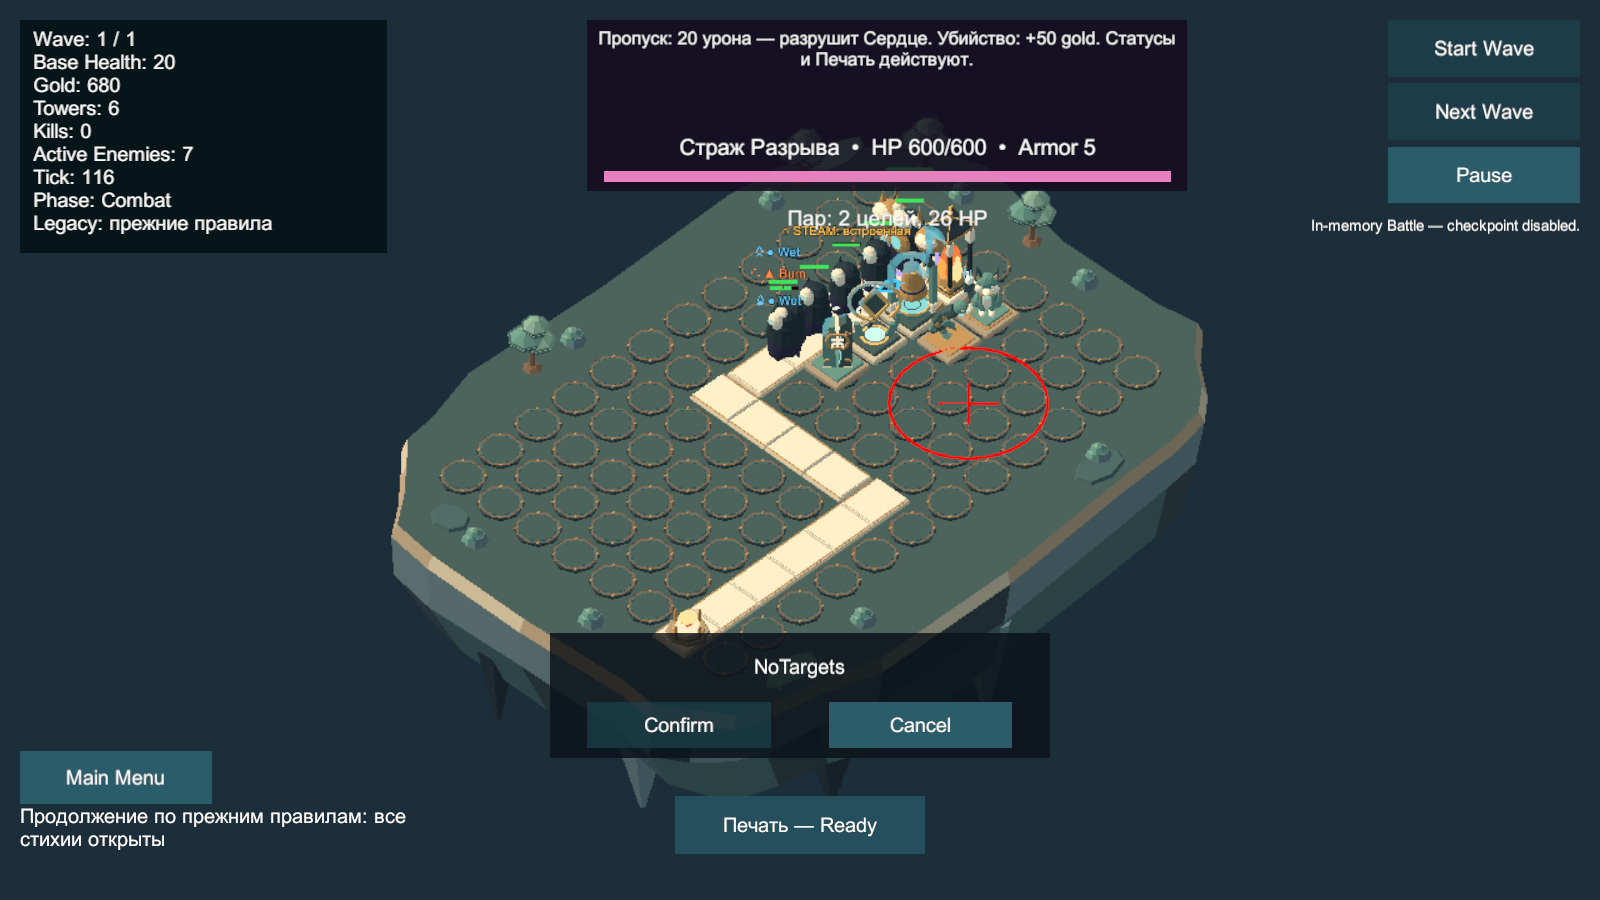 Wave: 1 / 1
Base Health: 20
Gold: 680
Towers: 6
Kills: 0
Active Enemies: 7
Tick: 116
Phase: Combat
Legacy: прежние правила
Пропуск: 20 урона — разрушит Сердце. Убийство: +50 gold. Статусы
и Печать действуют.
Страж Разрыва • HP 600/600 • Armor 5
Start Wave
Next Wave
Pause
In-memory Battle — checkpoint disabled.
Пар: 2 целей, 26 HP
STEAM: встроенная
Wet
Burn
Wet
NoTargets
Confirm
Cancel
Main Menu
Продолжение по прежним правилам: все
стихии открыты
Печать — Ready